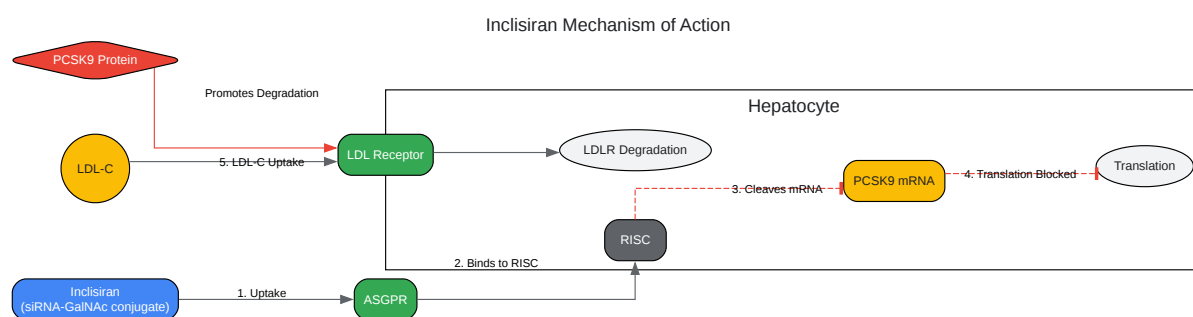 Inclisiran Mechanism of Action
PCSK9 Protein
Promotes Degradation
Hepatocyte
LDL-C
5. LDL-C Uptake
LDL Receptor
LDLR Degradation
3. Cleaves mRNA
PCSK9 mRNA
4. Translation Blocked
Translation
RISC
2. Binds to RISC
Inclisiran
(siRNA-GalNAc conjugate)
1. Uptake
ASGPR